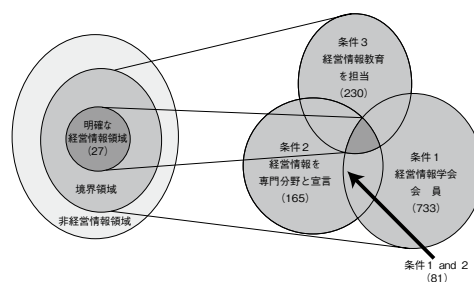 明確な
経営情報領域
(27)
境界領域
非経営情報領域
条件3
経営情報教育
を担当
(230)
条件2
経営情報を
専門分野と宣言
(165)
条件1
経営情報学会
会　員
(733)
条件1 and 2
(81)